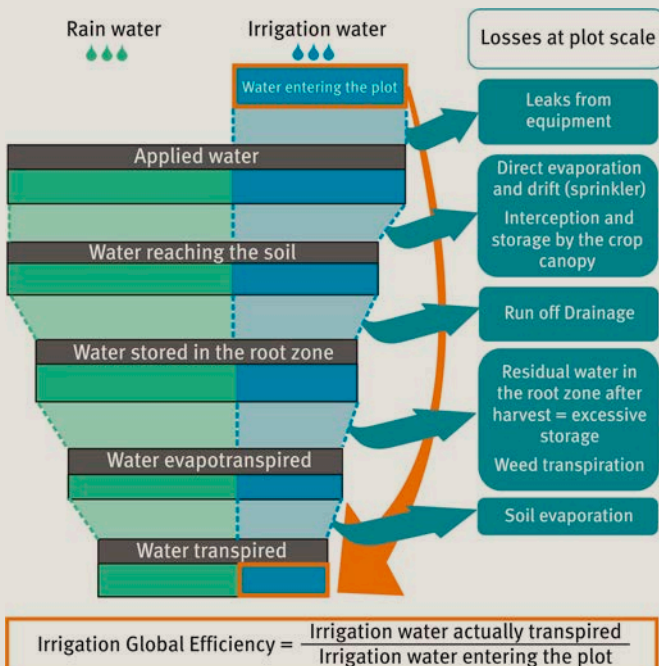 Rain water
Irrigation water
Losses at plot scale
Water entering the plot
Leaks from
equipment
Applied water
Direct evaporation
and drift (sprinkler)
Interception and
storage by the crop
canopy
Water reaching the soil
Run off Drainage
Water stored in the root zone
Residual water in
the root zone after
harvest = excessive
storage
Weed transpiration
Water evapotranspired
Soil evaporation
Water transpired
Irrigation Global Efficiency = Irrigation water actually transpired
Irrigation water entering the plot